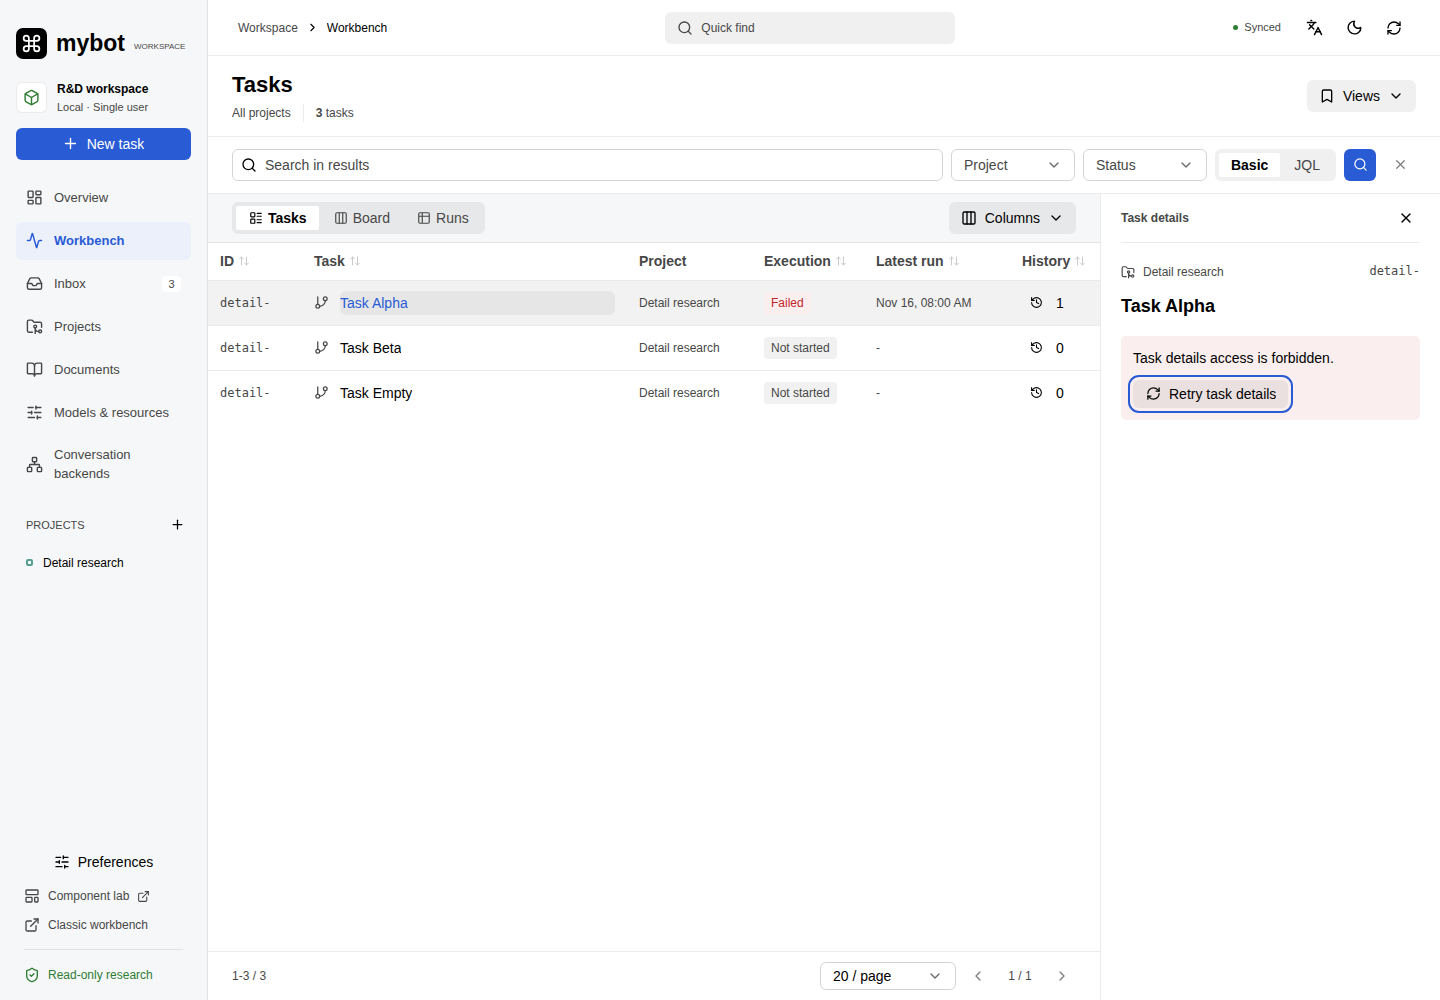 mybot WORKSPACE
R&D workspace
Local · Single user
New task
Overview
Workbench
Inbox 3
Projects
Documents
Models & resources
Conversation
backends
PROJECTS
Detail research
Preferences
Component lab
Classic workbench
Read-only research
Workspace Workbench
Quick find
Synced
Tasks
All projects 3 tasks
Views
Search in results
Project
Status
Basic JQL
Tasks Board Runs
Columns
ID Task Project Execution Latest run History
detail- Task Alpha Detail research Failed Nov 16, 08:00 AM 1
detail- Task Beta Detail research Not started - 0
detail- Task Empty Detail research Not started - 0
1-3 / 3
20 / page
1 / 1
Task details
Detail research detail-
Task Alpha
Task details access is forbidden.
Retry task details